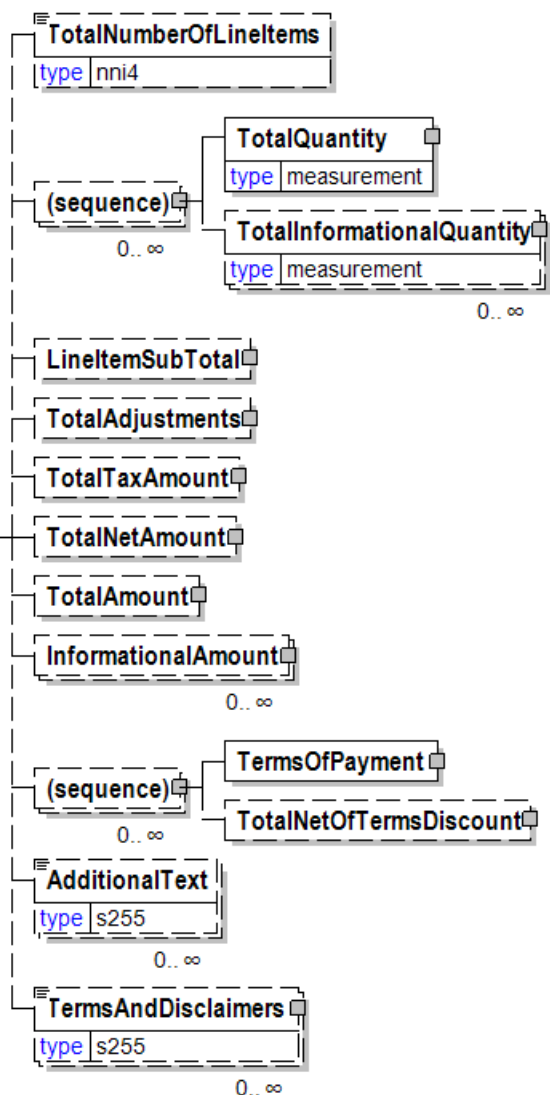 TotalNumberOfLineItems
type nni4
TotalQuantity
type measurement
(sequence)
0.. ∞
TotalInformationalQuantity
type measurement
0.. ∞
LineItemSubTotal
TotalAdjustments
TotalTaxAmount
TotalNetAmount
TotalAmount
InformationalAmount
0.. ∞
TermsOfPayment
(sequence)
0.. ∞
TotalNetOfTermsDiscount
AdditionalText
type s255
0.. ∞
TermsAndDisclaimers
type s255
0.. ∞